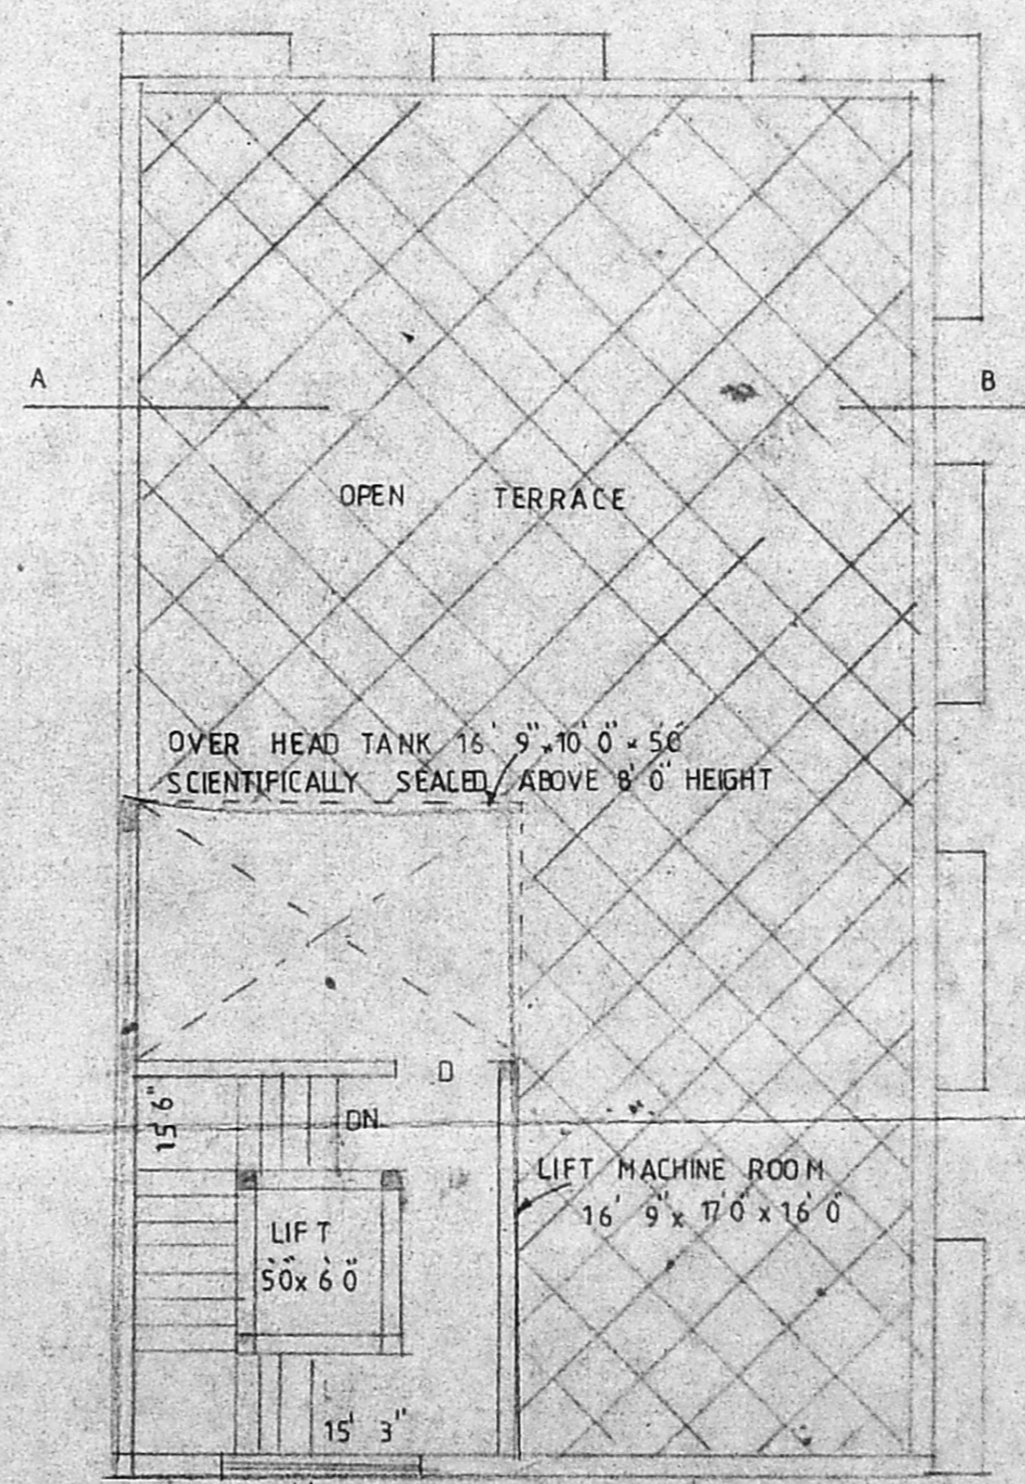 A
B
OPEN TERRACE
OVER HEAD TANK 16' 9"x10' 0" x 5'0"
SCIENTIFICALLY SEALED ABOVE 8' 0" HEIGHT
D
15'6"
DN.
LIFT MACHINE ROOM
16' 9" x 17'0" x 16'0"
LIFT
5'0"x 6'0"
15' 3"